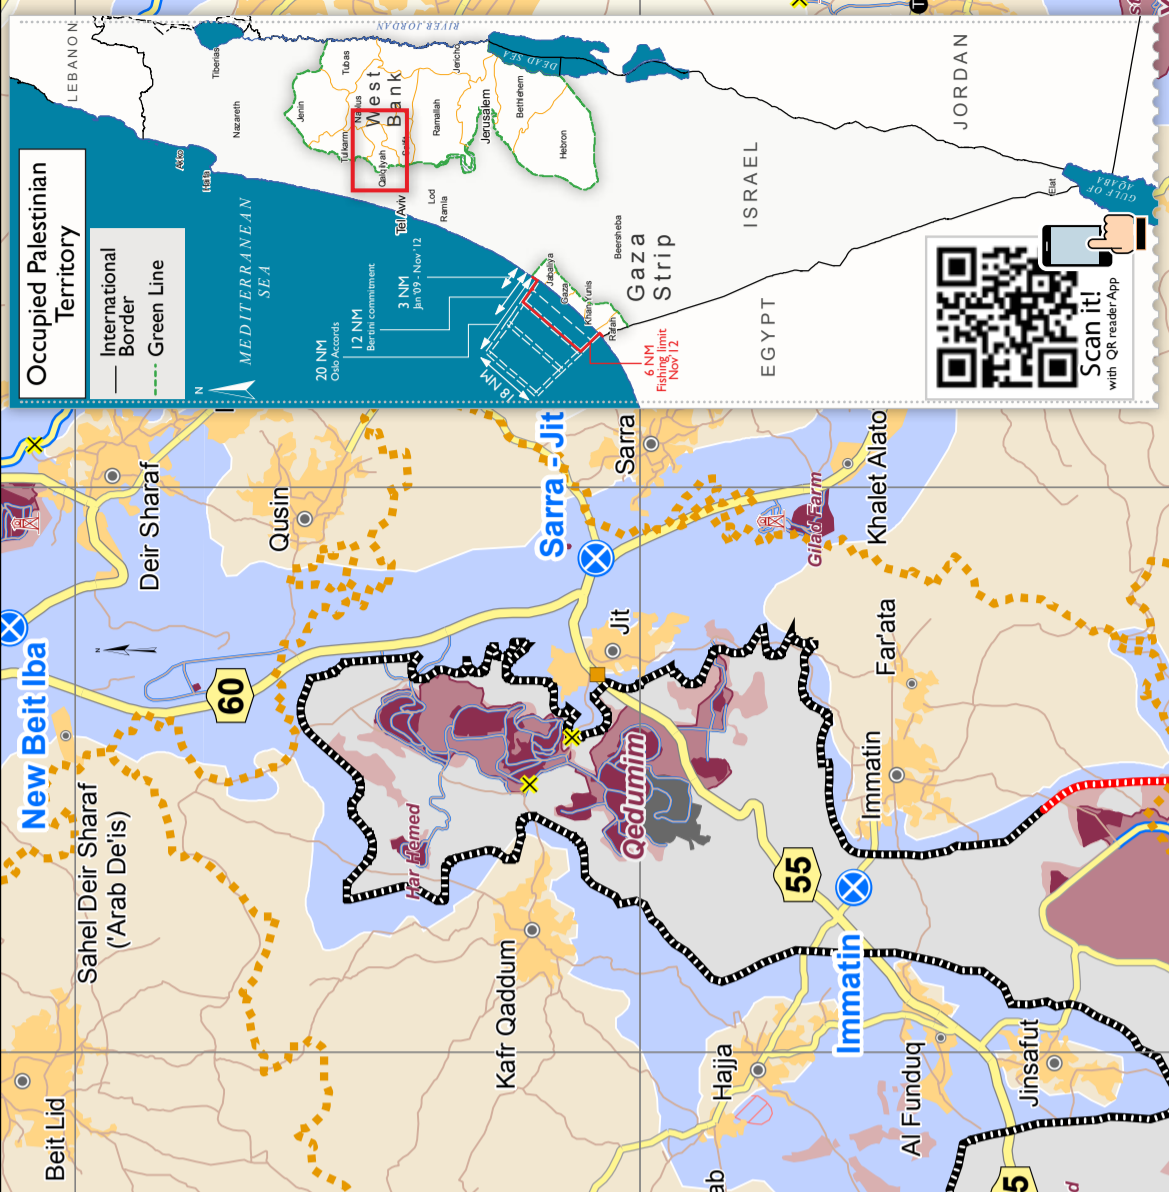 Occupied Palestinian
Territory
International
Border
Green Line
N
LEBANON
RIVER JORDAN
DEAD SEA
MEDITERRANEAN
SEA
Tiberias
Nazareth
Akko
Haifa
Jenin
Tubas
Tulkarm
Nablus
West
Bank
Qalqilyah
Jericho
Ramallah
Jerusalem
Bethlehem
Hebron
Tel Aviv
Lod
Ramla
Beersheba
Jabaliya
Gaza
Khan Yunis
Rafah
Gaza
Strip
ISRAEL
JORDAN
EGYPT
Elat
GULF OF
AQABA
20 NM
Oslo Accords
12 NM
Bertini commitment
3 NM
Jan '09 - Nov '12
6 NM
Fishing limit
Nov '12
18 NM
Scan it!
with QR reader App
New Beit Iba
Deir Sharaf
Qusin
Sarra - Jit
Sarra
Gilad Farm
Khalet Alato
N
60
Jit
Far'ata
Sahel Deir Sharaf
('Arab De'is)
Har Hemed
Qedumim
Immatin
55
Immatin
Kafr Qaddum
Beit Lid
Hajja
Al Funduq
Jinsafut
ab
5
d